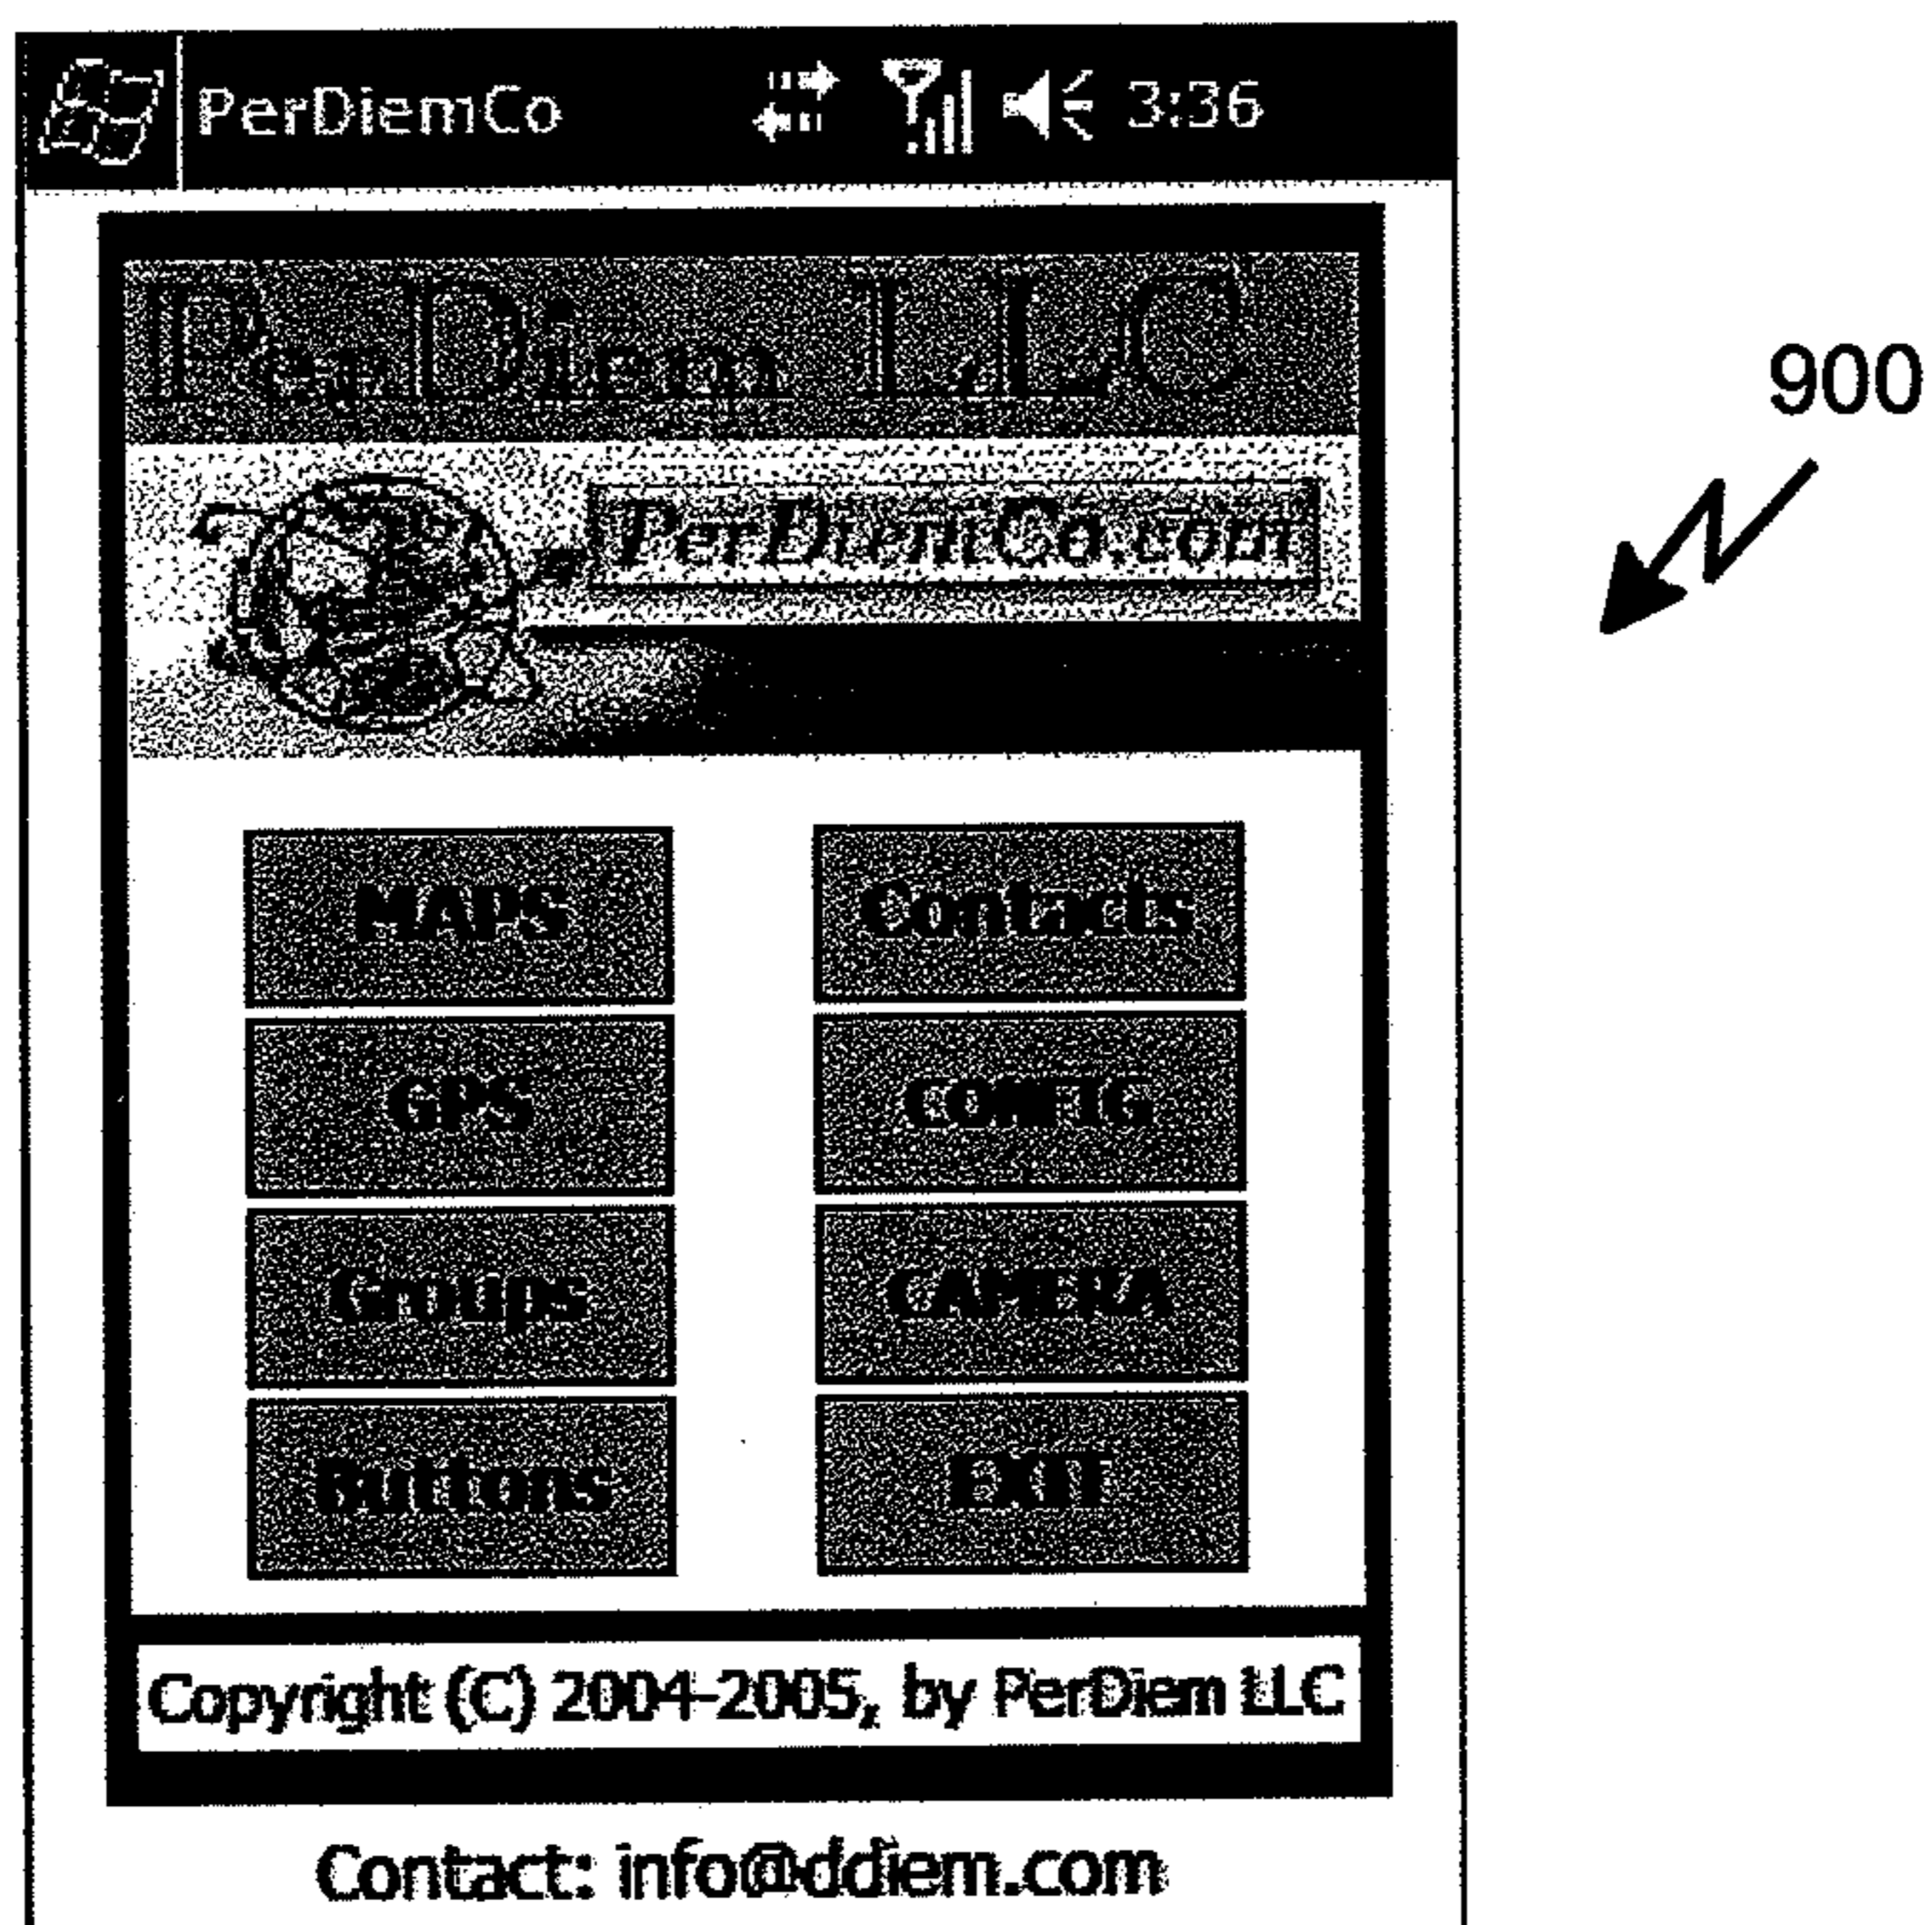 PerDiemCo 3:36
PerDiem LLC
900
PerDiemCo.com
MAPS Contacts
GPS CONFIG
Groups CAMERA
Buttons EXIT
Copyright (C) 2004-2005, by PerDiem LLC
Contact: info@ddiem.com